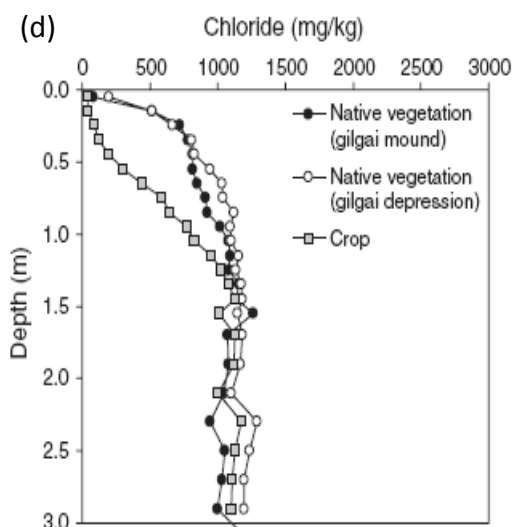 (d)
Chloride (mg/kg)
0 500 1000 1500 2000 2500 3000
0.0
0.5
1.0
1.5
2.0
2.5
3.0
Depth (m)
Native vegetation
(gilgai mound)
Native vegetation
(gilgai depression)
Crop